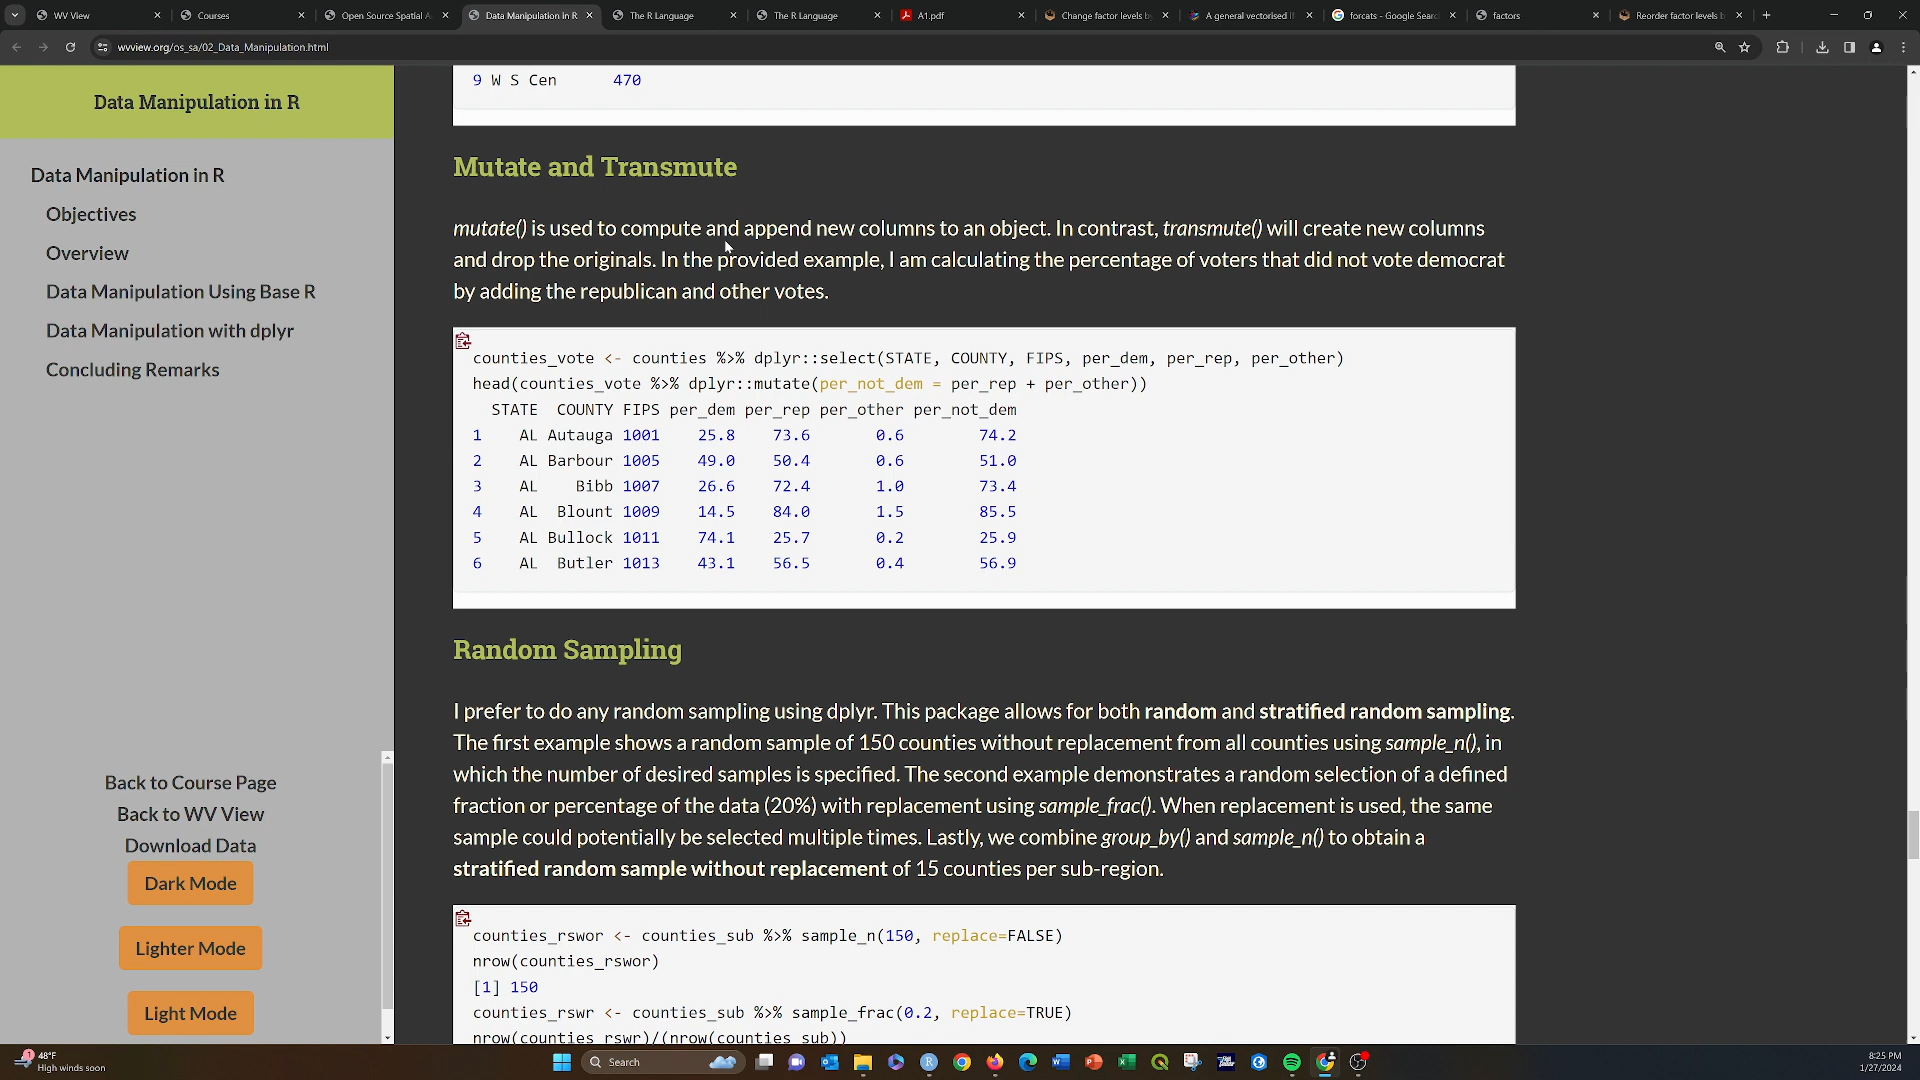 WV View
Courses
Open Source Spatial A
Data Manipulation in R
The R Language
The R Language
A1.pdf
Change factor levels by
A general vectorised if
forcats - Google Search
factors
Reorder factor levels b
wvview.org/os_sa/02_Data_Manipulation.html
Data Manipulation in R
Data Manipulation in R
Objectives
Overview
Data Manipulation Using Base R
Data Manipulation with dplyr
Concluding Remarks
Back to Course Page
Back to WV View
Download Data
Dark Mode
Lighter Mode
Light Mode
9 W S Cen 470
Mutate and Transmute
mutate() is used to compute and append new columns to an object. In contrast, transmute() will create new columns
and drop the originals. In the provided example, I am calculating the percentage of voters that did not vote democrat
by adding the republican and other votes.
counties_vote <- counties %>% dplyr::select(STATE, COUNTY, FIPS, per_dem, per_rep, per_other)
head(counties_vote %>% dplyr::mutate(per_not_dem = per_rep + per_other))
STATE COUNTY FIPS per_dem per_rep per_other per_not_dem
1 AL Autauga 1001 25.8 73.6 0.6 74.2
2 AL Barbour 1005 49.0 50.4 0.6 51.0
3 AL Bibb 1007 26.6 72.4 1.0 73.4
4 AL Blount 1009 14.5 84.0 1.5 85.5
5 AL Bullock 1011 74.1 25.7 0.2 25.9
6 AL Butler 1013 43.1 56.5 0.4 56.9
Random Sampling
I prefer to do any random sampling using dplyr. This package allows for both random and stratified random sampling.
The first example shows a random sample of 150 counties without replacement from all counties using sample_n(), in
which the number of desired samples is specified. The second example demonstrates a random selection of a defined
fraction or percentage of the data (20%) with replacement using sample_frac(). When replacement is used, the same
sample could potentially be selected multiple times. Lastly, we combine group_by() and sample_n() to obtain a
stratified random sample without replacement of 15 counties per sub-region.
counties_rswor <- counties_sub %>% sample_n(150, replace=FALSE)
nrow(counties_rswor)
[1] 150
counties_rswr <- counties_sub %>% sample_frac(0.2, replace=TRUE)
nrow(counties_rswr)/(nrow(counties_sub))
1
48°F
High winds soon
Search
8:25 PM
1/27/2024